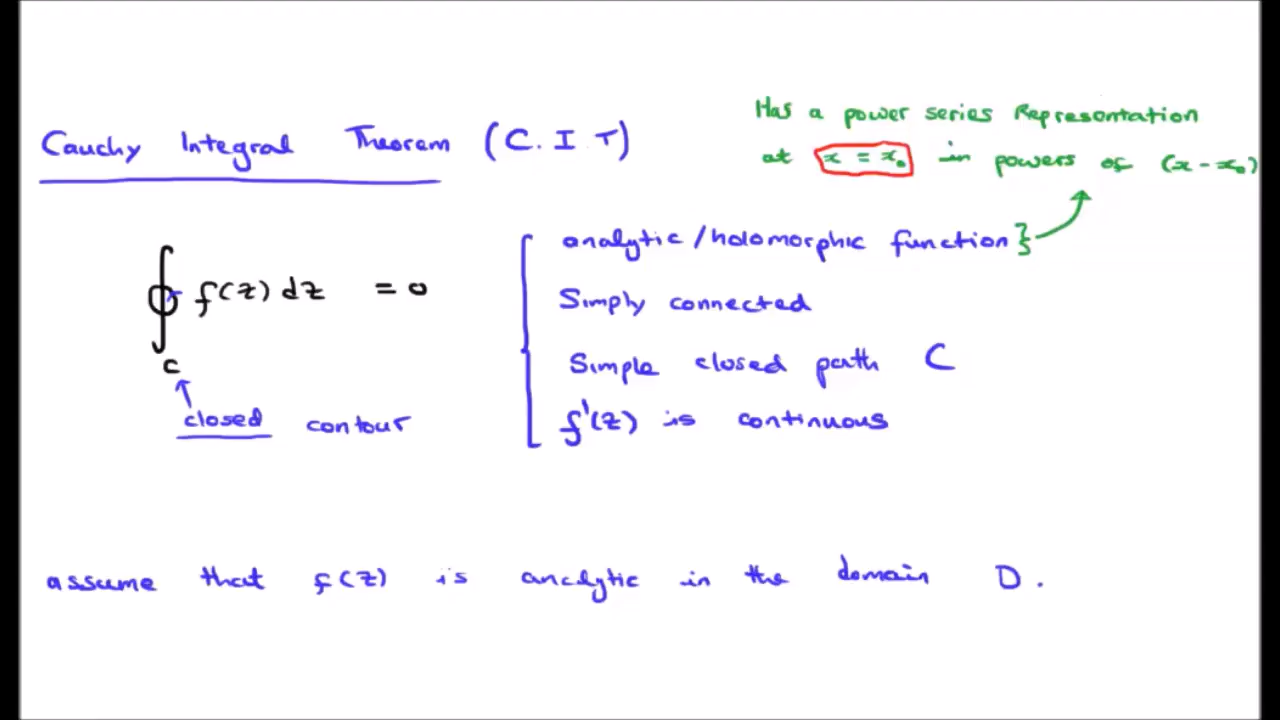 Has a power series Representation
at x = x₀ in powers of (x - x₀)
Cauchy Integral Theorem (C.I.T)
analytic/holomorphic function}
Simply connected
∮ f(z) dz = 0
C
Simple closed path C
closed contour
f'(z) is continuous
assume that f(z) is analytic in the domain D.